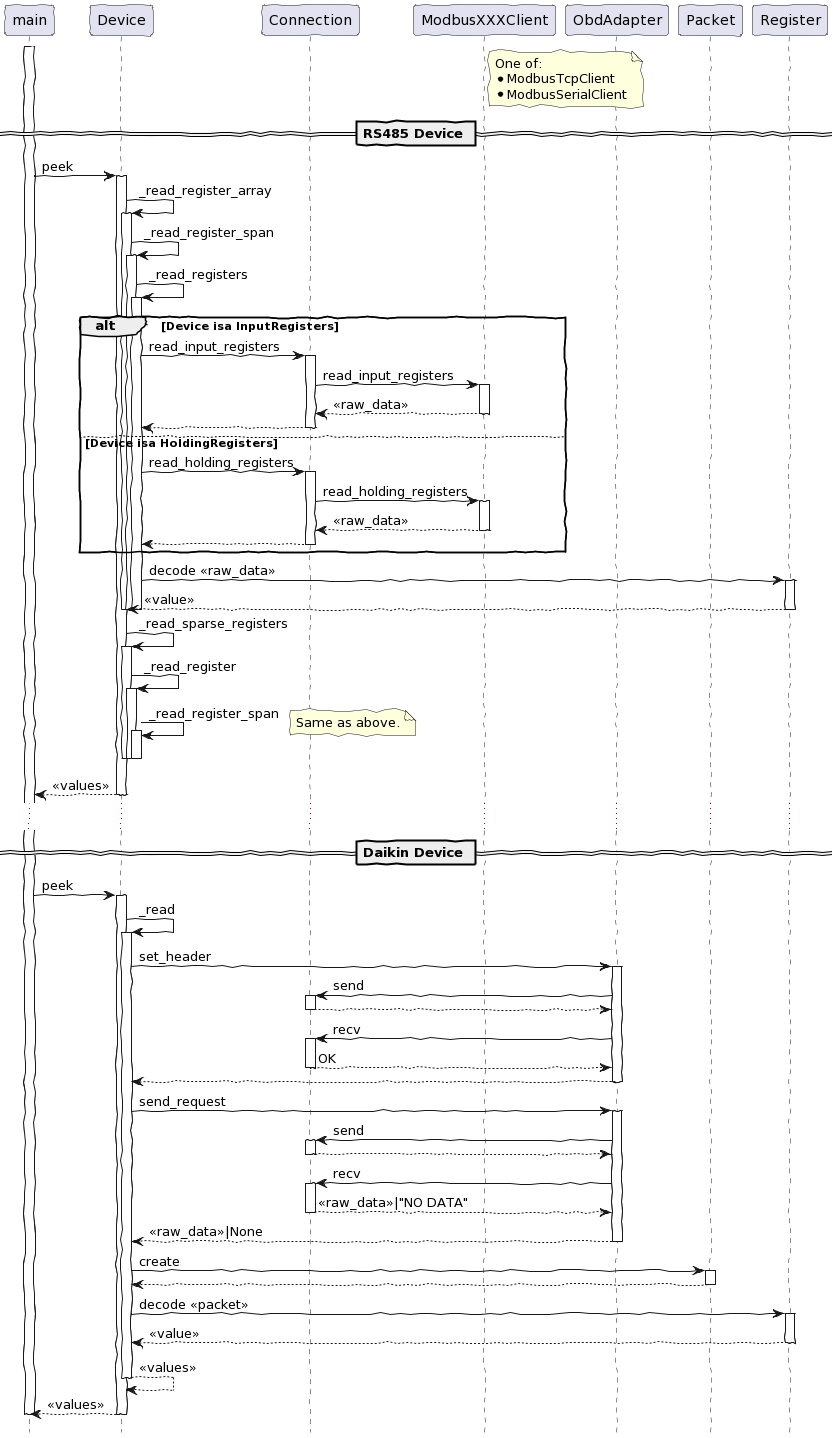 main
Device
Connection
ModbusXXXClient
ObdAdapter
Packet
Register
One of:
• ModbusTcpClient
• ModbusSerialClient
RS485 Device
peek
_read_register_array
_read_register_span
_read_registers
alt [Device isa InputRegisters]
read_input_registers
read_input_registers
«raw_data»
[Device isa HoldingRegisters]
read_holding_registers
read_holding_registers
«raw_data»
decode «raw_data»
«value»
_read_sparse_registers
_read_register
_read_register_span
Same as above.
«values»
Daikin Device
peek
_read
set_header
send
recv
OK
send_request
send
recv
«raw_data»|"NO DATA"
«raw_data»|None
create
decode «packet»
«value»
«values»
«values»